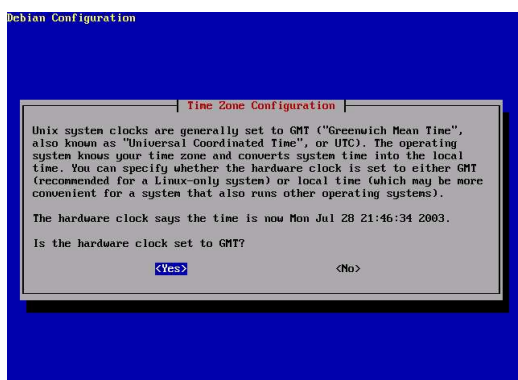 Debian Configuration
Time Zone Configuration
Unix system clocks are generally set to GMT ("Greenwich Mean Time",
also known as "Universal Coordinated Time", or UTC). The operating
system knows your time zone and converts system time into the local
time. You can specify whether the hardware clock is set to either GMT
(recommended for a Linux-only system) or local time (which may be more
convenient for a system that also runs other operating systems).
The hardware clock says the time is now Mon Jul 28 21:46:34 2003.
Is the hardware clock set to GMT?
<Yes> <No>